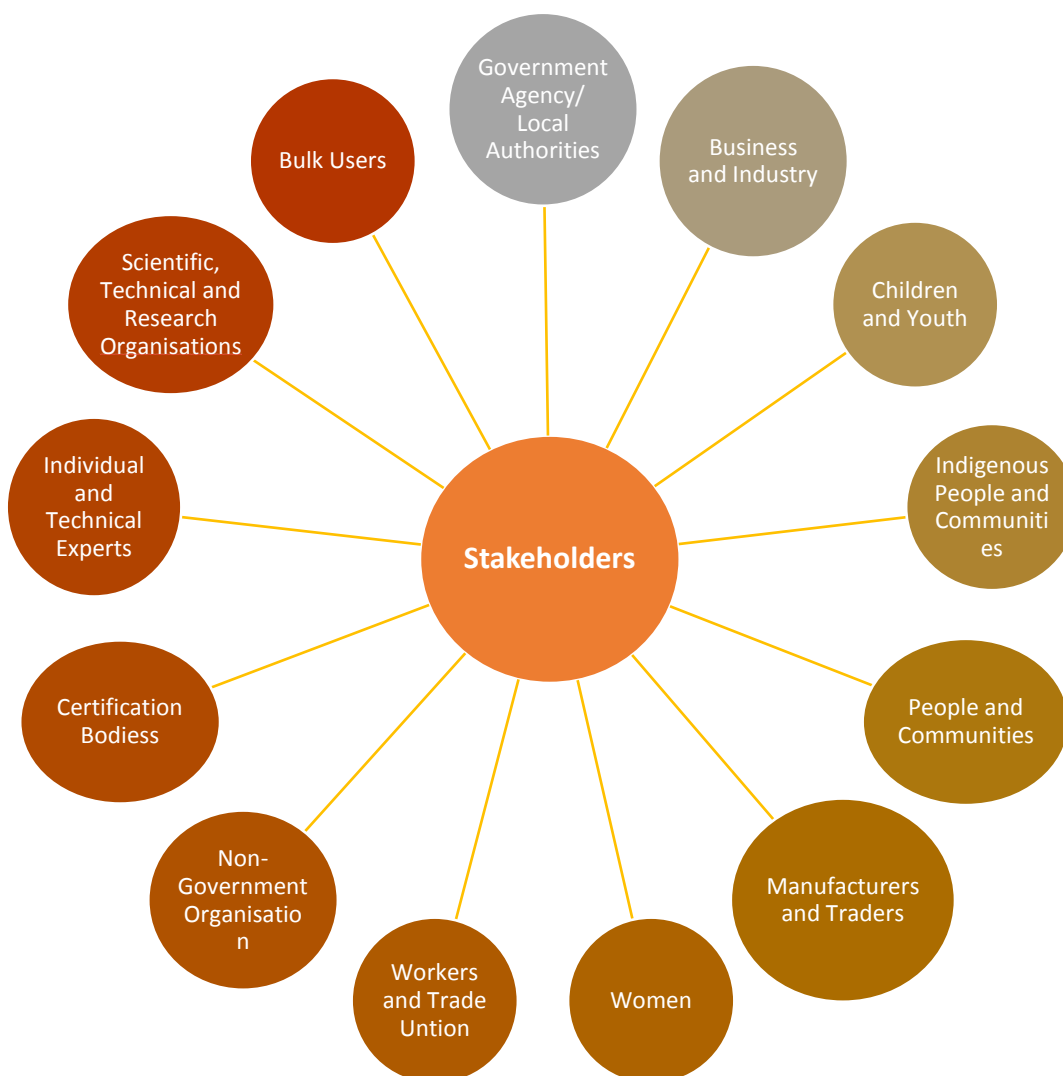 Government
Agency/
Local
Authorities
Business
and Industry
Children
and Youth
Indigenous
People and
Communiti
es
People and
Communities
Manufacturers
and Traders
Women
Workers
and Trade
Untion
Non-
Government
Organisatio
n
Certification
Bodiess
Individual
and
Technical
Experts
Scientific,
Technical and
Research
Organisations
Bulk Users
Stakeholders